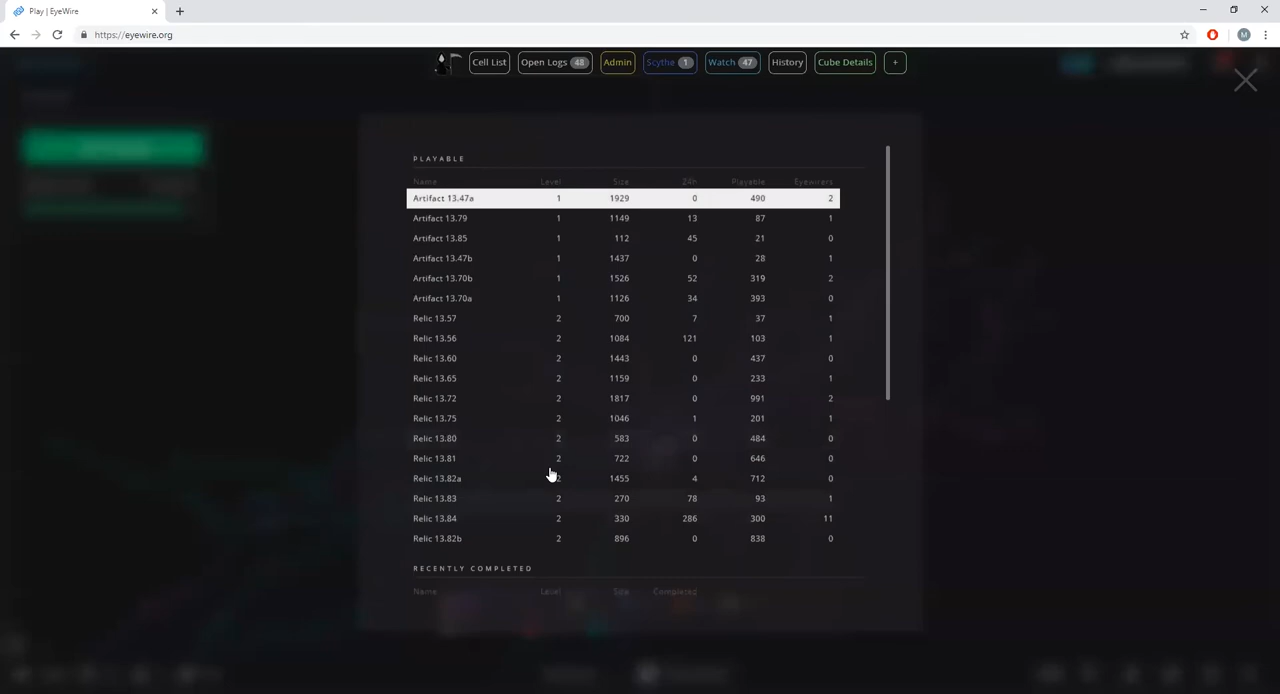 Play | EyeWire
https://eyewire.org
M
Cell List
Open Logs 48
Admin
Scythe 1
Watch 47
History
Cube Details
+
PLAYABLE
Name Level Size 24h Playable Eyewirers
Artifact 13.47a 1 1929 0 490 2
Artifact 13.79 1 1149 13 87 1
Artifact 13.85 1 112 45 21 0
Artifact 13.47b 1 1437 0 28 1
Artifact 13.70b 1 1526 52 319 2
Artifact 13.70a 1 1126 34 393 0
Relic 13.57 2 700 7 37 1
Relic 13.56 2 1084 121 103 1
Relic 13.60 2 1443 0 437 0
Relic 13.65 2 1159 0 233 1
Relic 13.72 2 1817 0 991 2
Relic 13.75 2 1046 1 201 1
Relic 13.80 2 583 0 484 0
Relic 13.81 2 722 0 646 0
Relic 13.82a 2 1455 4 712 0
Relic 13.83 2 270 78 93 1
Relic 13.84 2 330 286 300 11
Relic 13.82b 2 896 0 838 0
RECENTLY COMPLETED
Name Level Size Completed